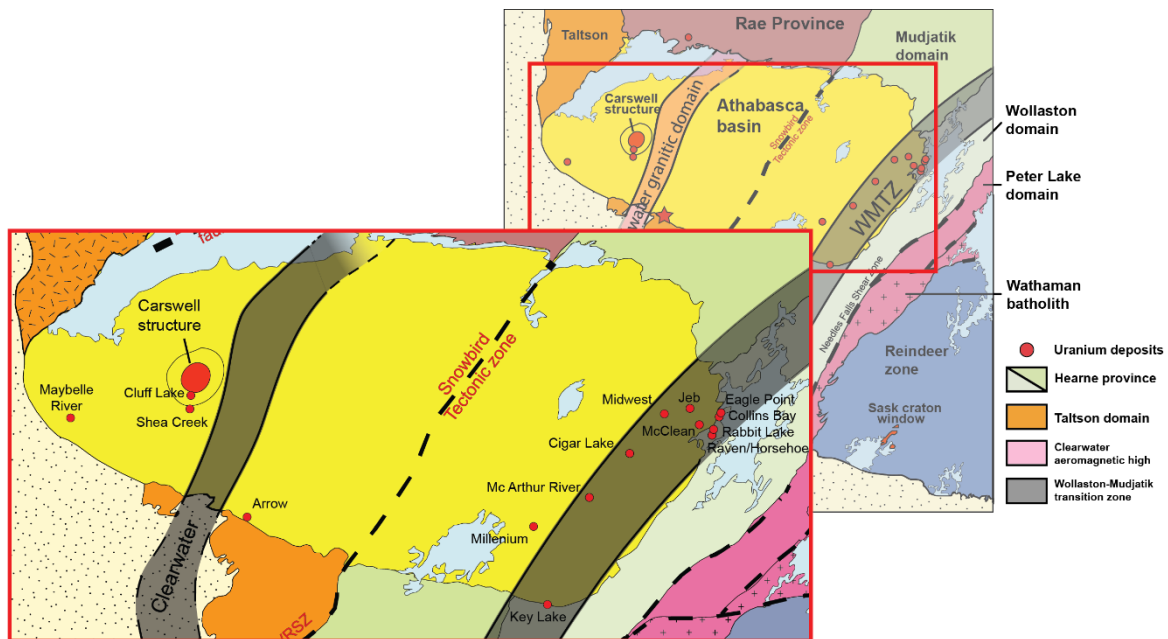 Rae Province
Taltson
Mudjatik
domain
Carswell
structure
water granitic domain
Athabasca
basin
Snowbird
Tectonic zone
WMTZ
Wollaston
domain
Peter Lake
domain
Needles Falls Shear Zone
Wathaman
batholith
Reindeer
zone
Sask craton
window
Uranium deposits
Hearne province
Taltson domain
Clearwater
aeromagnetic high
Wollaston-Mudjatik
transition zone
Carswell
structure
Maybelle
River
Cluff Lake
Shea Creek
Snowbird
Tectonic zone
Midwest
Jeb
Eagle Point
Collins Bay
McClean
Rabbit Lake
Raven/Horsehoe
Cigar Lake
Mc Arthur River
Arrow
Millenium
Clearwater
Key Lake